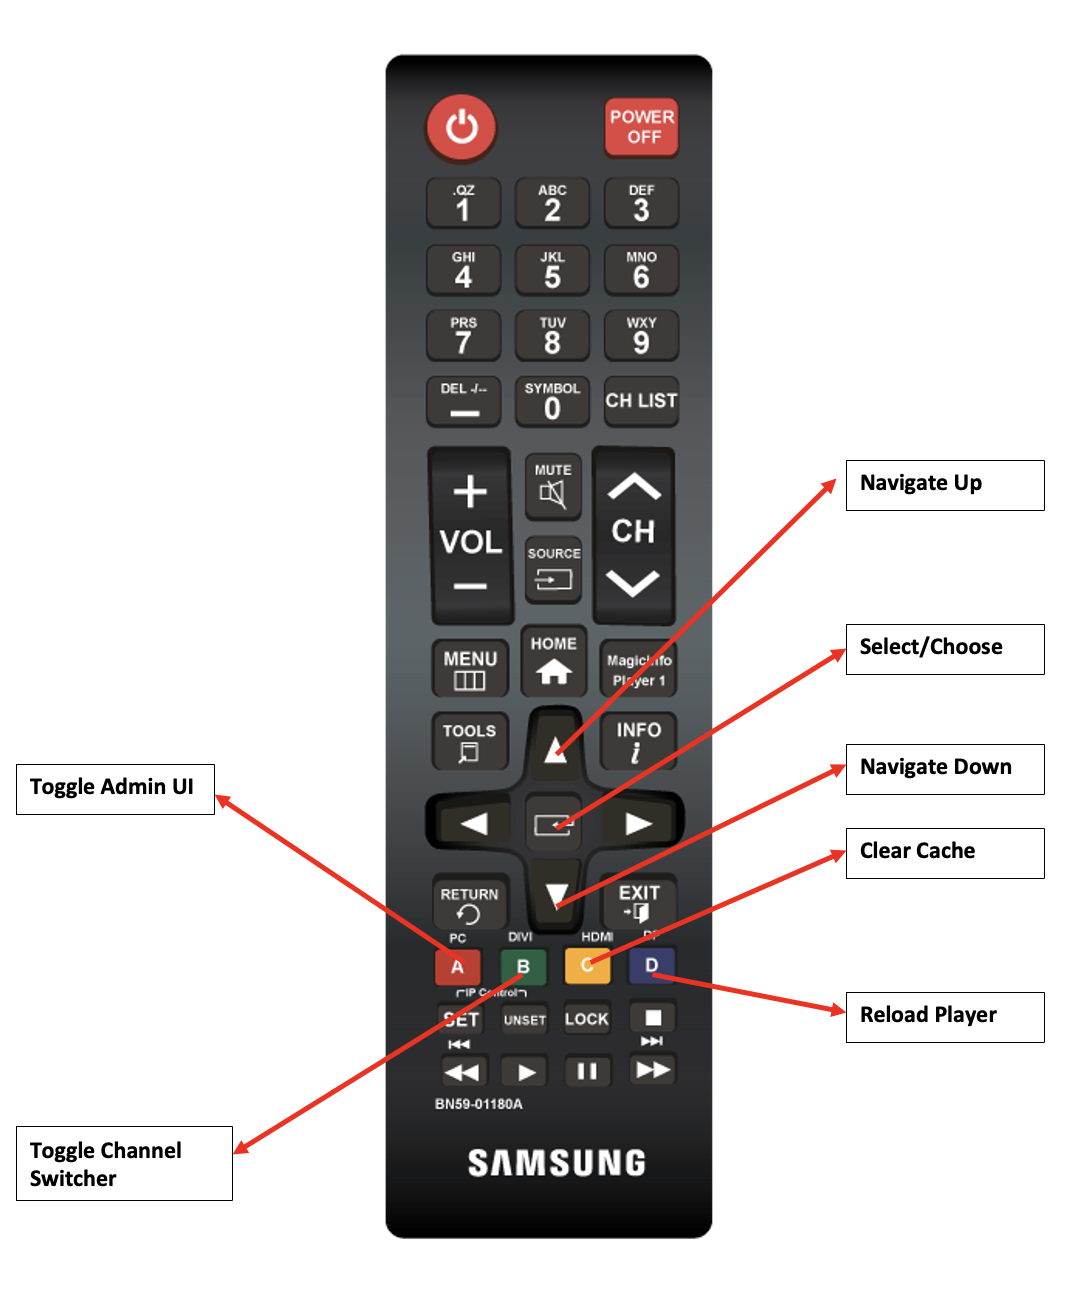 POWER
OFF
.QZ
1
ABC
2
DEF
3
GHI
4
JKL
5
MNO
6
PRS
7
TUV
8
WXY
9
DEL -/--
SYMBOL
0
CH LIST
+
VOL
−
MUTE
SOURCE
CH
Navigate Up
MENU
HOME
MagicInfo
Player 1
Select/Choose
TOOLS
INFO
i
Navigate Down
Toggle Admin UI
Clear Cache
RETURN
EXIT
PC
DIVI
HDMI
DP
A
B
C
D
IP Control
SET
UNSET
LOCK
Reload Player
BN59-01180A
Toggle Channel
Switcher
SAMSUNG